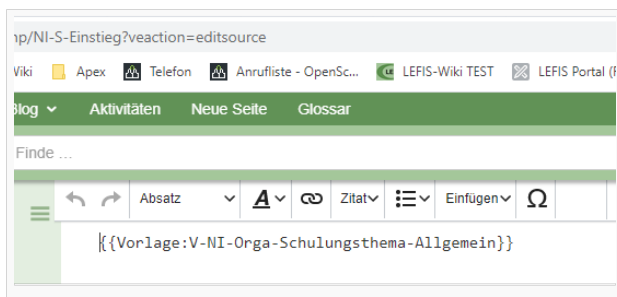 np/NI-S-Einstieg?veaction=editsource
Wiki Apex Telefon Anrufliste - OpenSc... LEFIS-Wiki TEST LEFIS Portal (F
Blog Aktivitäten Neue Seite Glossar
Finde ...
Absatz A Zitat Einfügen Ω
{{Vorlage:V-NI-Orga-Schulungsthema-Allgemein}}